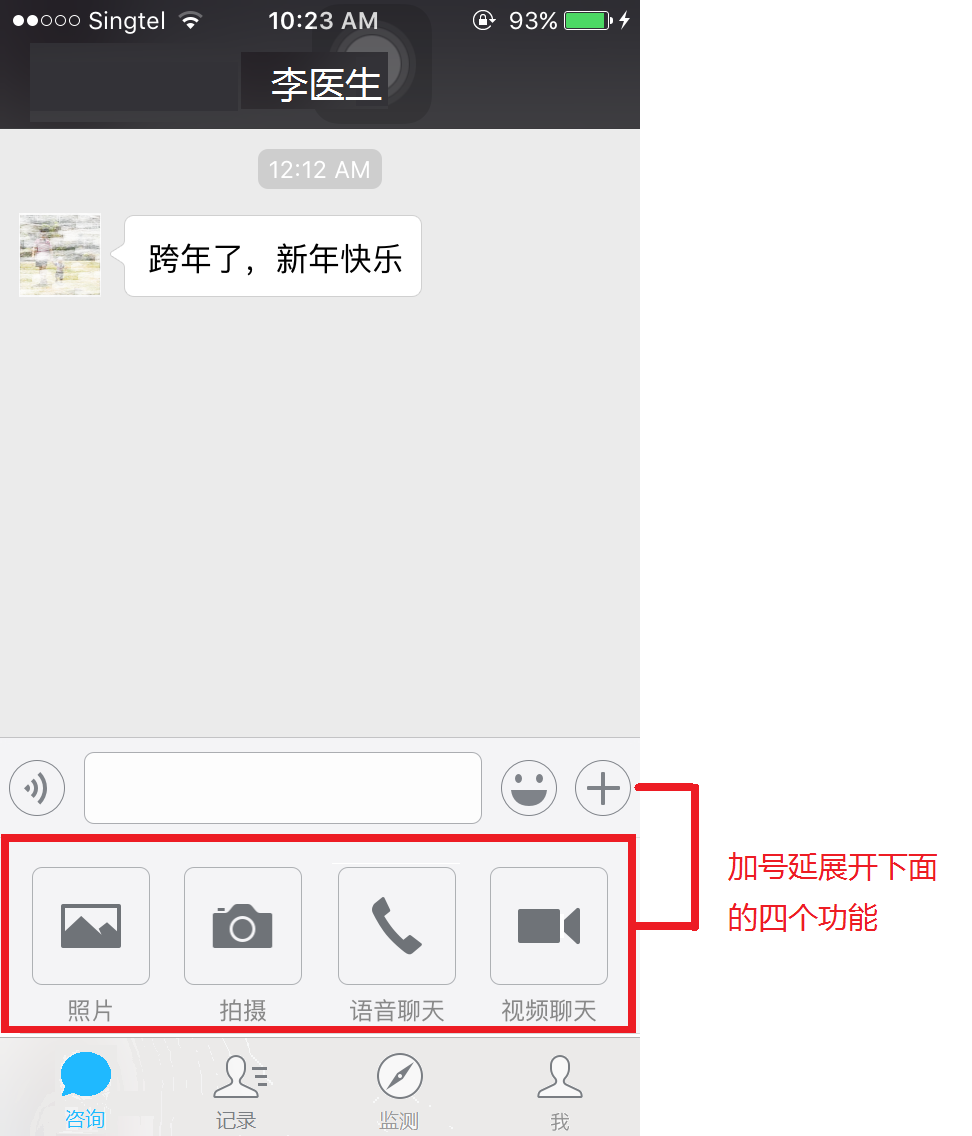 Singtel 10:23 AM 93%
李医生
12:12 AM
跨年了，新年快乐
加号延展开下面
的四个功能
照片 拍摄 语音聊天 视频聊天
咨询 记录 监测 我